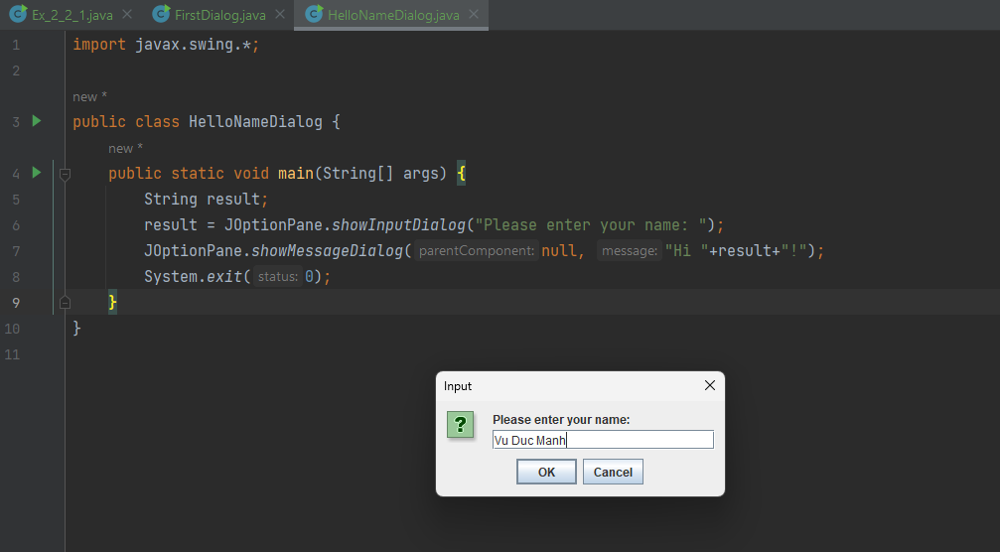 Ex_2_2_1.java FirstDialog.java HelloNameDialog.java
1 import javax.swing.*;
2
new *
3 public class HelloNameDialog {
new *
4 public static void main(String[] args) {
5 String result;
6 result = JOptionPane.showInputDialog("Please enter your name: ");
7 JOptionPane.showMessageDialog( parentComponent: null, message: "Hi "+result+"!");
8 System.exit( status: 0);
9 }
10 }
11
Input
Please enter your name:
Vu Duc Manh
OK Cancel